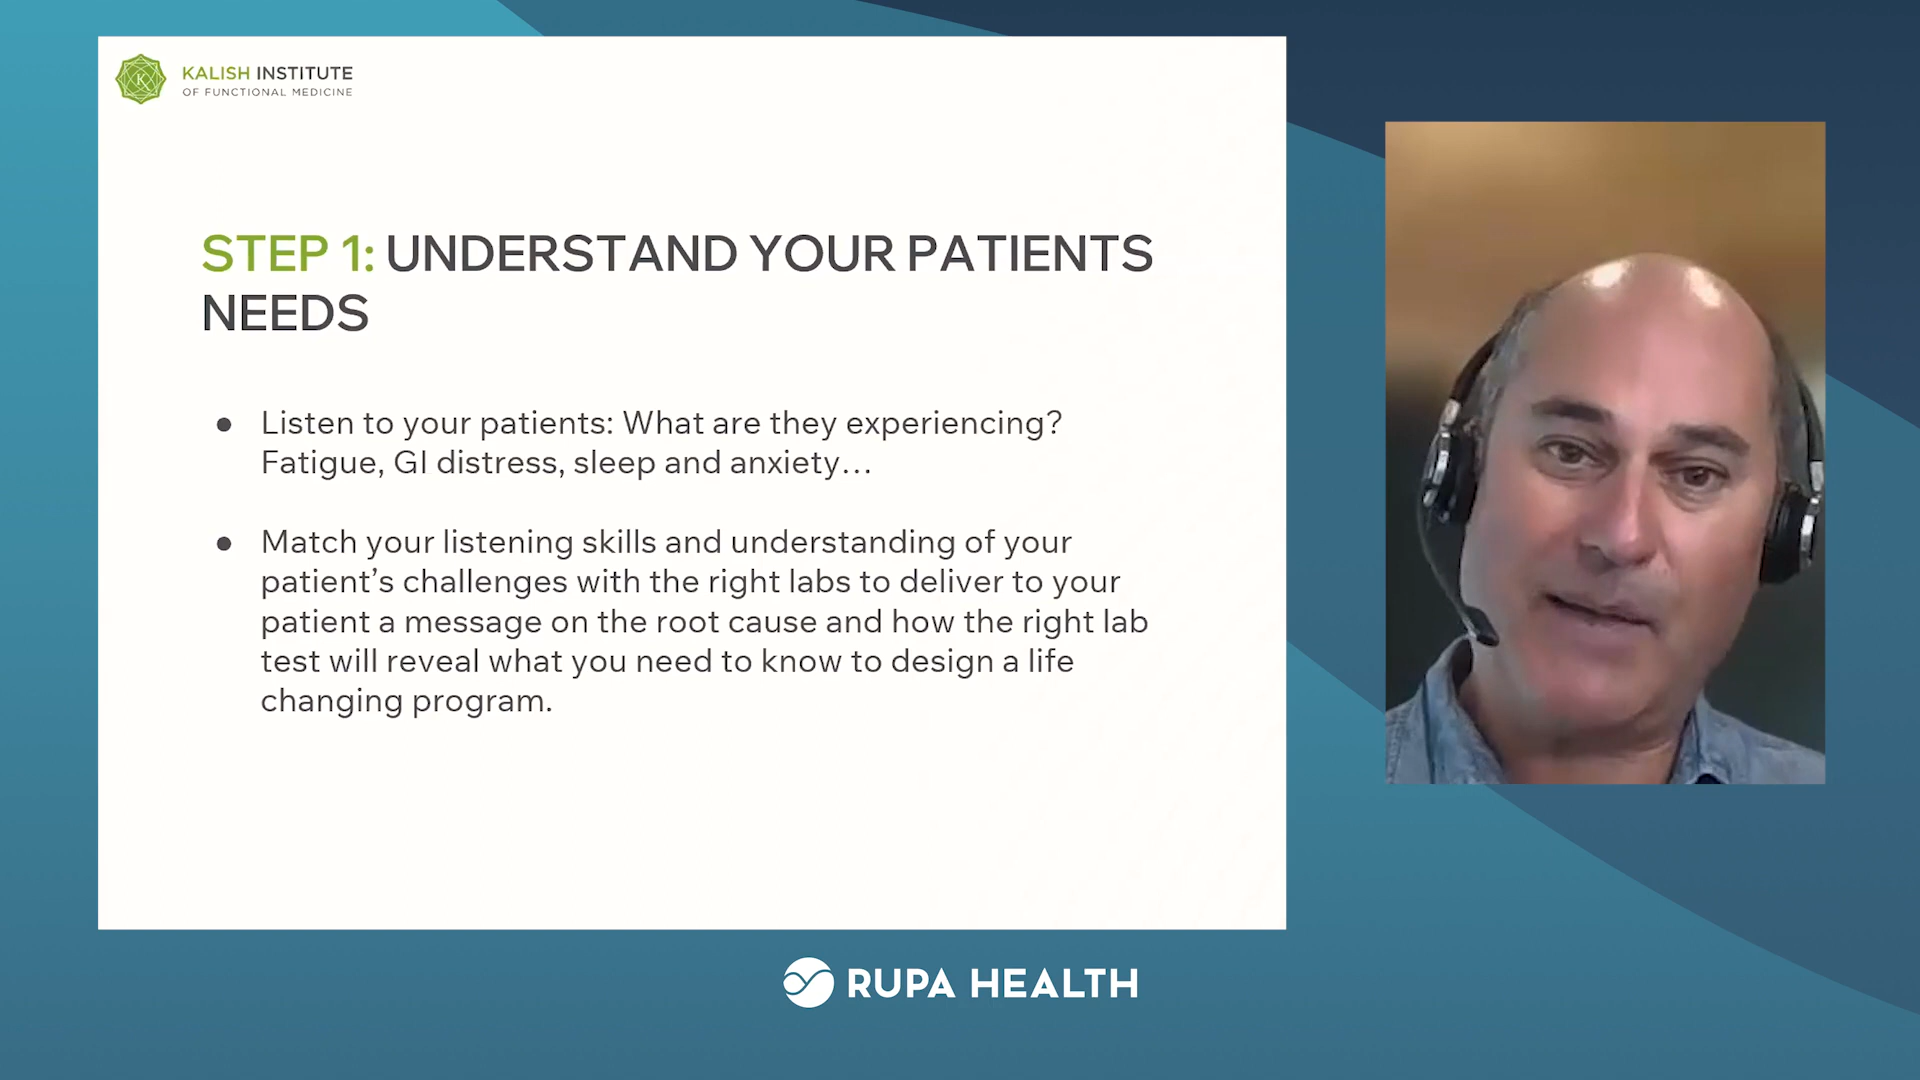 KALISH INSTITUTE
OF FUNCTIONAL MEDICINE
STEP 1: UNDERSTAND YOUR PATIENTS
NEEDS
● Listen to your patients: What are they experiencing?
Fatigue, GI distress, sleep and anxiety…
● Match your listening skills and understanding of your
patient’s challenges with the right labs to deliver to your
patient a message on the root cause and how the right lab
test will reveal what you need to know to design a life
changing program.
RUPA HEALTH